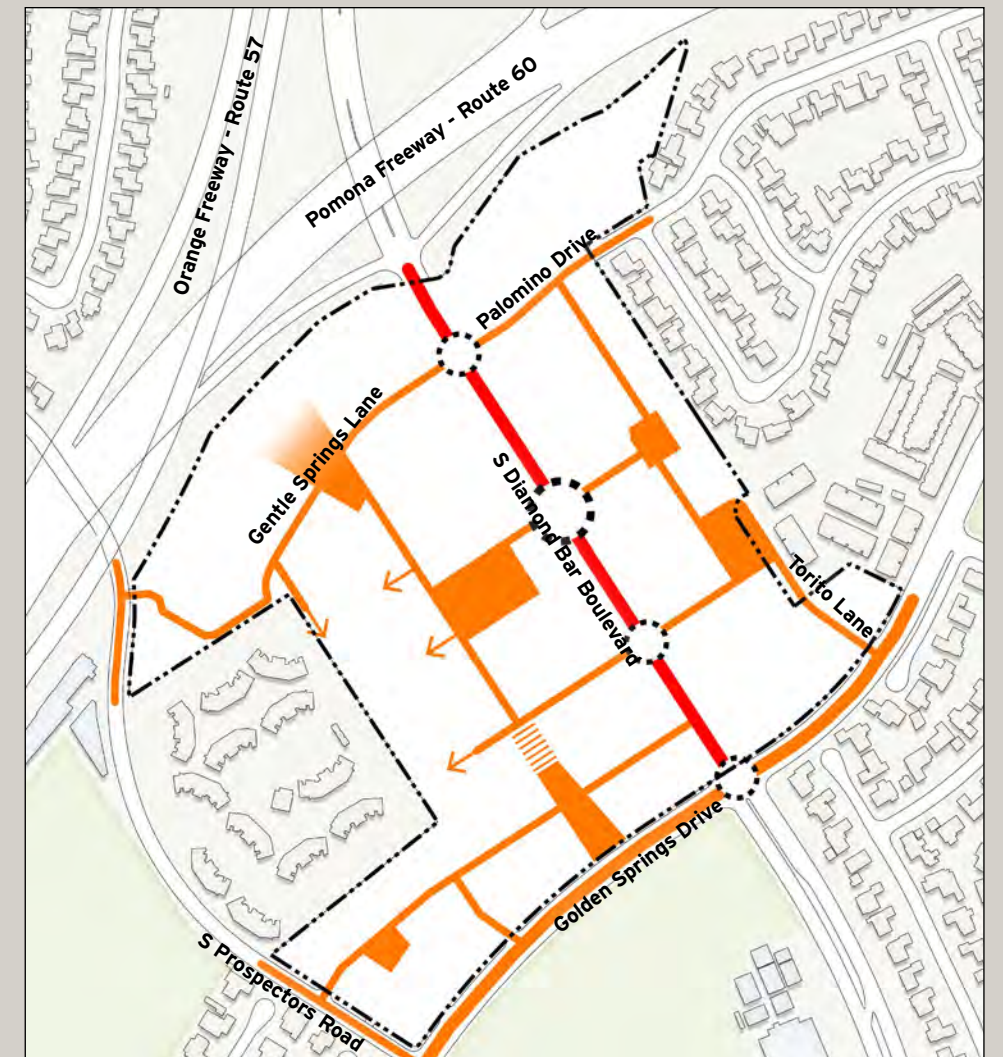 Orange Freeway - Route 57
Pomona Freeway - Route 60
Palomino Drive
Gentle Springs Lane
S Diamond Bar Boulevard
Torito Lane
Golden Springs Drive
S Prospectors Road